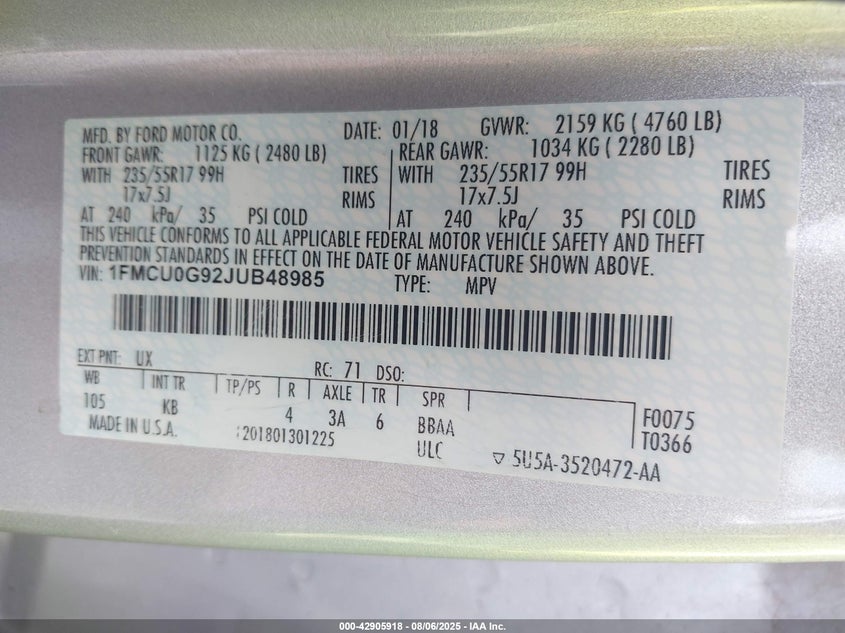 MFD. BY FORD MOTOR CO. DATE: 01/18 GVWR: 2159 KG ( 4760 LB)
FRONT GAWR: 1125 KG ( 2480 LB) REAR GAWR: 1034 KG ( 2280 LB)
WITH 235/55R17 99H TIRES WITH 235/55R17 99H TIRES
17x7.5J RIMS 17x7.5J RIMS
AT 240 kPa/ 35 PSI COLD AT 240 kPa/ 35 PSI COLD
THIS VEHICLE CONFORMS TO ALL APPLICABLE FEDERAL MOTOR VEHICLE SAFETY AND THEFT
PREVENTION STANDARDS IN EFFECT ON THE DATE OF MANUFACTURE SHOWN ABOVE.
VIN: 1FMCU0G92JUB48985 TYPE: MPV
EXT PNT: UX RC: 71 DSO:
WB INT TR TP/PS R AXLE TR SPR
105 KB 4 3A 6 BBAA F0075
MADE IN U.S.A. :201801301225 ULC T0366
▽ 5U5A-3520472-AA
000-42905918 - 08/06/2025 - IAA Inc.